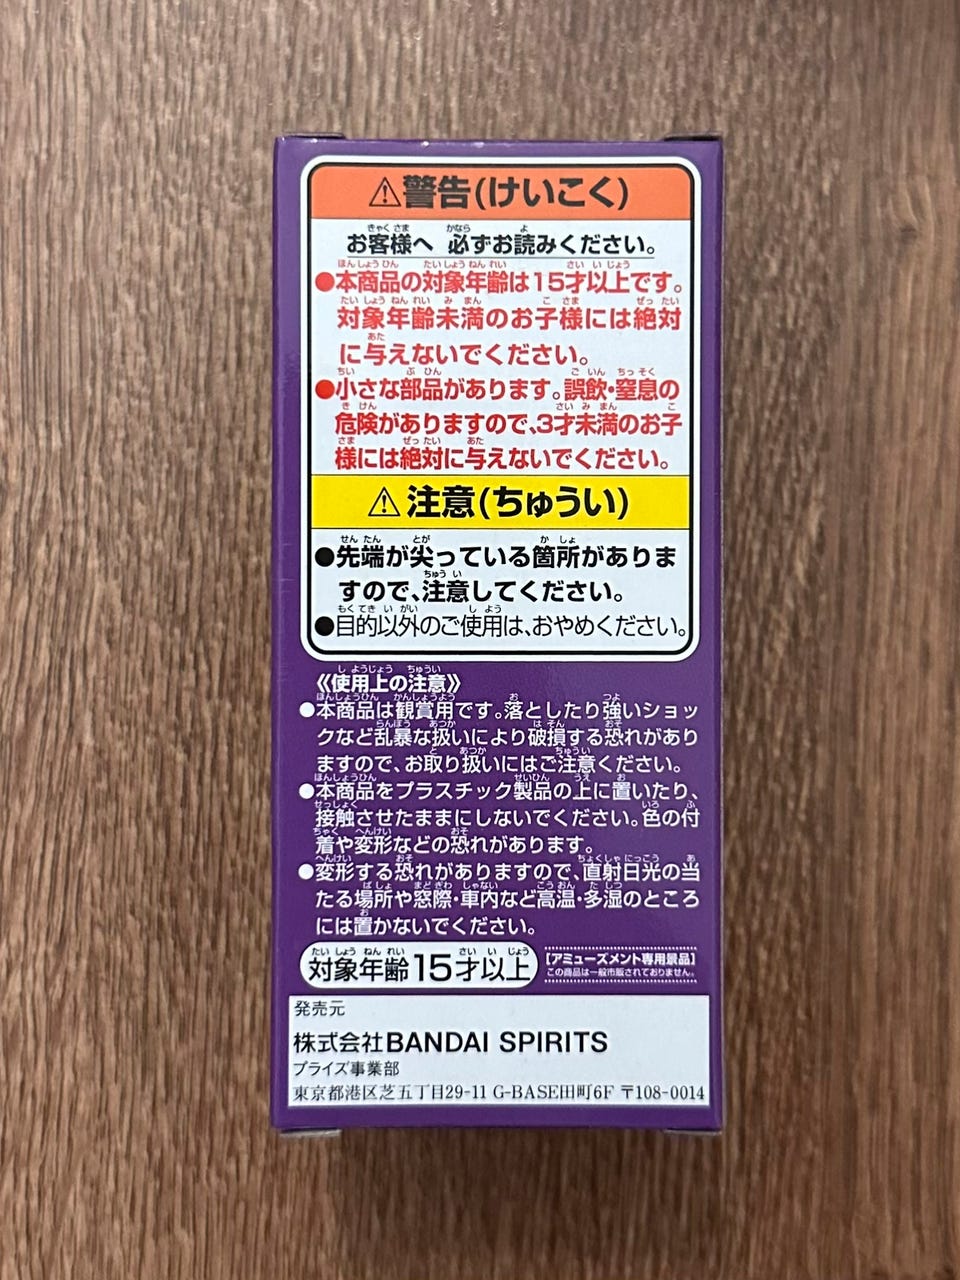 ⚠警告(けいこく)
お客様へ 必ずお読みください。
●本商品の対象年齢は15才以上です。
対象年齢未満のお子様には絶対
に与えないでください。
●小さな部品があります。誤飲・窒息の
危険がありますので、3才未満のお子
様には絶対に与えないでください。
⚠注意(ちゅうい)
●先端が尖っている箇所がありま
すので、注意してください。
●目的以外のご使用は、おやめください。
《使用上の注意》
●本商品は観賞用です。落としたり強いショッ
クなど乱暴な扱いにより破損する恐れがあり
ますので、お取り扱いにはご注意ください。
●本商品をプラスチック製品の上に置いたり、
接触させたままにしないでください。色の付
着や変形などの恐れがあります。
●変形する恐れがありますので、直射日光の当
たる場所や窓際・車内など高温・多湿のところ
には置かないでください。
対象年齢15才以上
【アミューズメント専用景品】
この商品は一般市販されておりません。
発売元
株式会社BANDAI SPIRITS
プライズ事業部
東京都港区芝五丁目29-11 G-BASE田町6F 〒108-0014